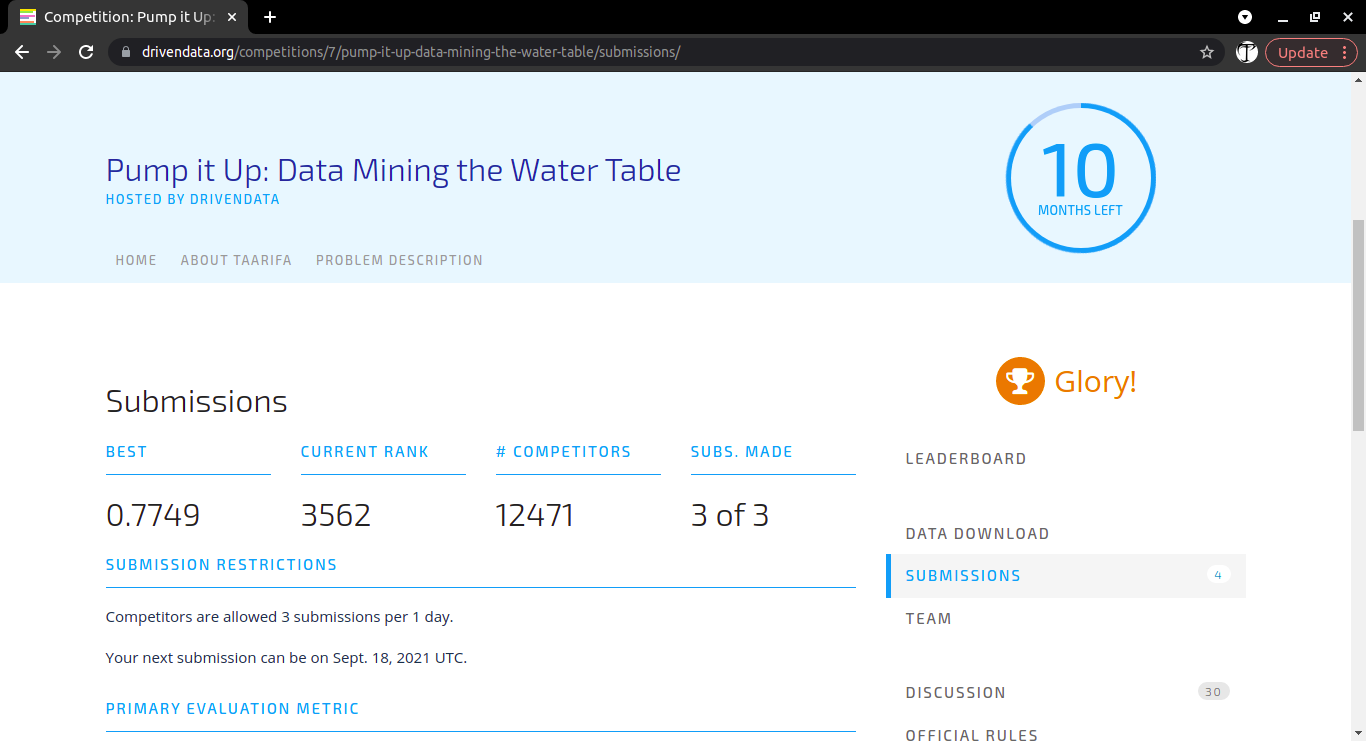 Competition: Pump it Up:
drivendata.org/competitions/7/pump-it-up-data-mining-the-water-table/submissions/
Update
Pump it Up: Data Mining the Water Table
HOSTED BY DRIVENDATA
10
MONTHS LEFT
HOME ABOUT TAARIFA PROBLEM DESCRIPTION
Glory!
Submissions
BEST CURRENT RANK # COMPETITORS SUBS. MADE
0.7749 3562 12471 3 of 3
SUBMISSION RESTRICTIONS
Competitors are allowed 3 submissions per 1 day.
Your next submission can be on Sept. 18, 2021 UTC.
PRIMARY EVALUATION METRIC
LEADERBOARD
DATA DOWNLOAD
SUBMISSIONS 4
TEAM
DISCUSSION 30
OFFICIAL RULES